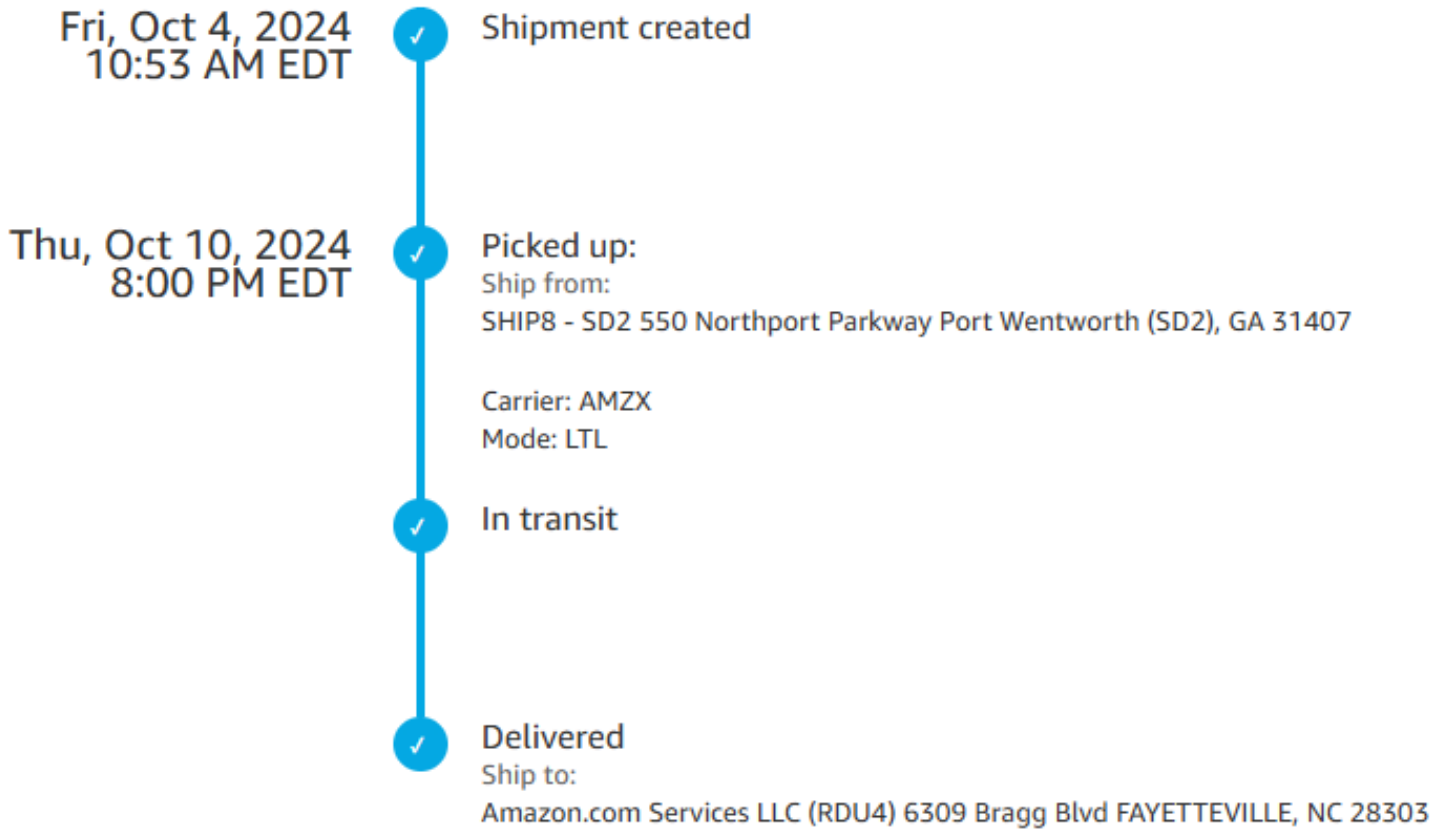 Fri, Oct 4, 2024
10:53 AM EDT
Shipment created
Thu, Oct 10, 2024
8:00 PM EDT
Picked up:
Ship from:
SHIP8 - SD2 550 Northport Parkway Port Wentworth (SD2), GA 31407
Carrier: AMZX
Mode: LTL
In transit
Delivered
Ship to:
Amazon.com Services LLC (RDU4) 6309 Bragg Blvd FAYETTEVILLE, NC 28303